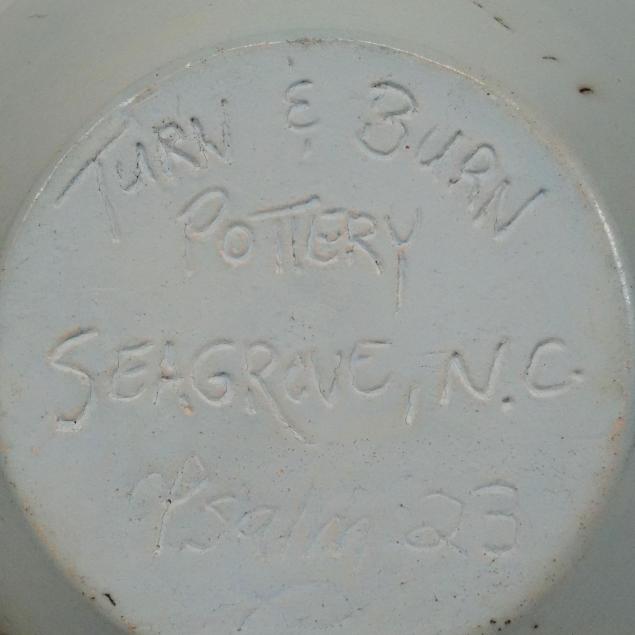 TURN & BURN
POTTERY
SEAGROVE, N.C.
Psalm 23